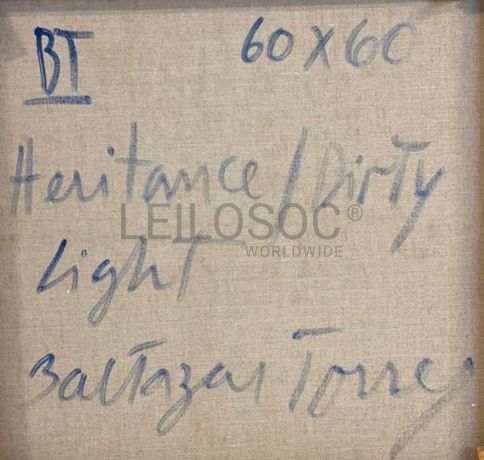 BT 60 x 60
Heritance / Dirty
LEILOSOC®
WORLDWIDE
Light
Baltazar Torres